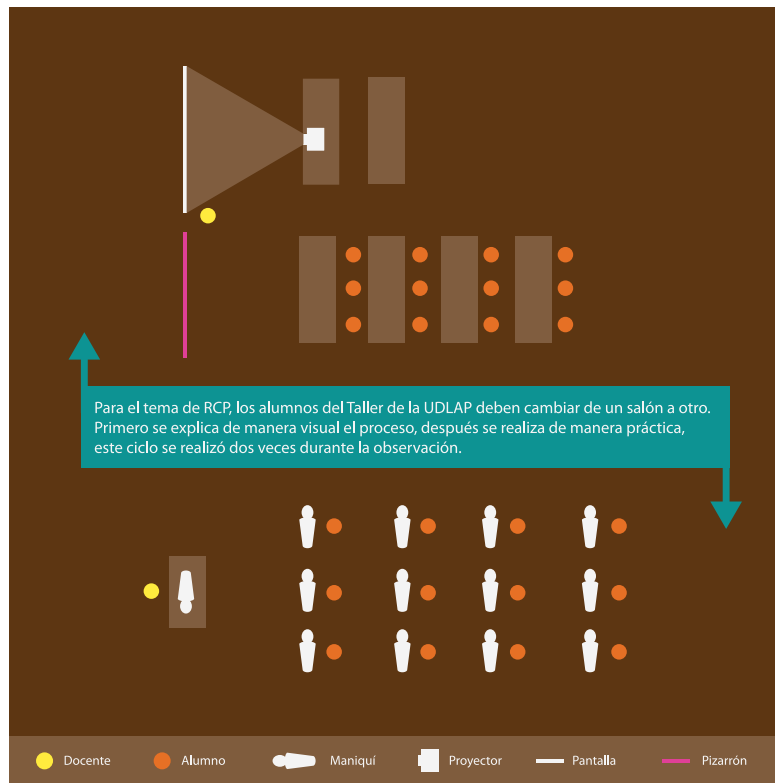 Para el tema de RCP, los alumnos del Taller de la UDLAP deben cambiar de un salón a otro.
Primero se explica de manera visual el proceso, después se realiza de manera práctica,
este ciclo se realizó dos veces durante la observación.
Docente
Alumno
Maniquí
Proyector
Pantalla
Pizarrón